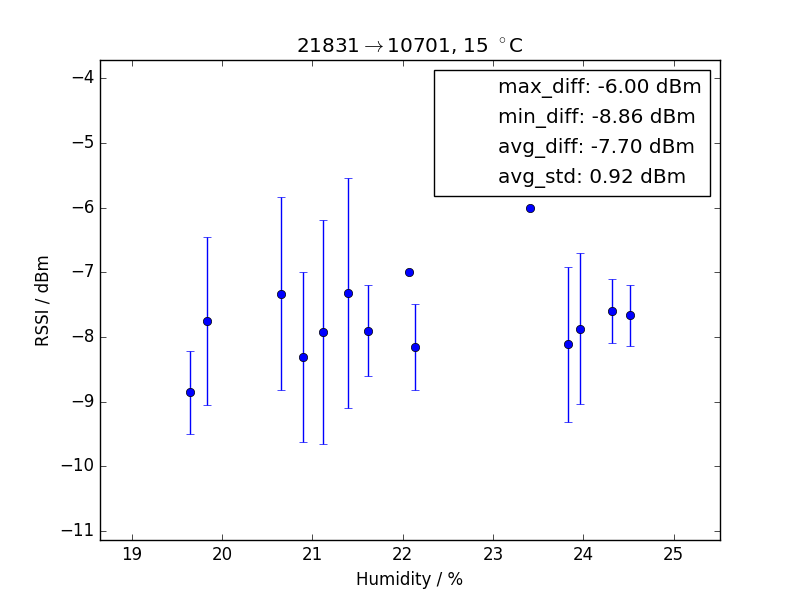 21831→10701, 15 °C
max_diff: -6.00 dBm
min_diff: -8.86 dBm
avg_diff: -7.70 dBm
avg_std: 0.92 dBm
−4
−5
−6
−7
−8
−9
−10
−11
RSSI / dBm
19 20 21 22 23 24 25
Humidity / %